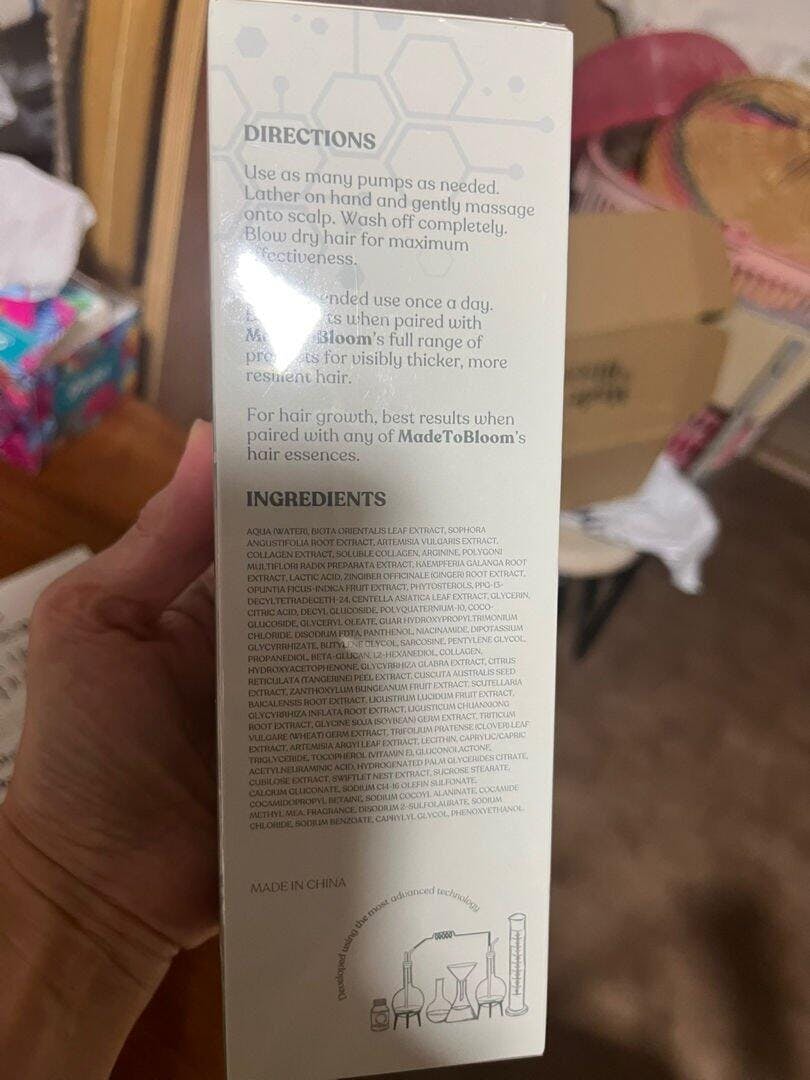 DIRECTIONS
Use as many pumps as needed.
Lather on hand and gently massage
onto scalp. Wash off completely.
Blow dry hair for maximum
ffectiveness.
nded use once a day.
ts when paired with
Bloom's full range of
for visibly thicker, more
resilient hair.
For hair growth, best results when
paired with any of MadeToBloom's
hair essences.
INGREDIENTS
AQUA (WATER), BIOTA ORIENTALIS LEAF EXTRACT, SOPHORA
ANGUSTIFOLIA ROOT EXTRACT, ARTEMISIA VULGARIS EXTRACT,
COLLAGEN EXTRACT, SOLUBLE COLLAGEN, ARGININE, POLYGONI
MULTIFLORI RADIX PREPARATA EXTRACT, KAEMPFERIA GALANGA ROOT
EXTRACT, LACTIC ACID, ZINGIBER OFFICINALE (GINGER) ROOT EXTRACT,
OPUNTIA FICUS-INDICA FRUIT EXTRACT, PHYTOSTEROLS, PPG-13-
DECYLTETRADECETH-24, CENTELLA ASIATICA LEAF EXTRACT, GLYCERIN,
CITRIC ACID, DECYL GLUCOSIDE, POLYQUATERNIUM-10, COCO-
GLUCOSIDE, GLYCERYL OLEATE, GUAR HYDROXYPROPYLTRIMONIUM
CHLORIDE, DISODIUM EDTA, PANTHENOL, NIACINAMIDE, DIPOTASSIUM
GLYCYRRHIZATE, BUTYLENE GLYCOL, SARCOSINE, PENTYLENE GLYCOL,
PROPANEDIOL, BETA-GLUCAN, 1,2-HEXANEDIOL, COLLAGEN,
HYDROXYACETOPHENONE, GLYCYRRHIZA GLABRA EXTRACT, CITRUS
RETICULATA (TANGERINE) PEEL EXTRACT, CUSCUTA AUSTRALIS SEED
EXTRACT, ZANTHOXYLUM BUNGEANUM FRUIT EXTRACT, SCUTELLARIA
BAICALENSIS ROOT EXTRACT, LIGUSTRUM LUCIDUM FRUIT EXTRACT,
GLYCYRRHIZA INFLATA ROOT EXTRACT, LIGUSTICUM CHUANXIONG
ROOT EXTRACT, GLYCINE SOJA (SOYBEAN) GERM EXTRACT, TRITICUM
VULGARE (WHEAT) GERM EXTRACT, TRIFOLIUM PRATENSE (CLOVER) LEAF
EXTRACT, ARTEMISIA ARGYI LEAF EXTRACT, LECITHIN, CAPRYLIC/CAPRIC
TRIGLYCERIDE, TOCOPHEROL (VITAMIN E), GLUCONOLACTONE,
ACETYLNEURAMINIC ACID, HYDROGENATED PALM GLYCERIDES CITRATE,
CUBILOSE EXTRACT, SWIFTLET NEST EXTRACT, SUCROSE STEARATE,
CALCIUM GLUCONATE, SODIUM C14-16 OLEFIN SULFONATE,
COCAMIDOPROPYL BETAINE, SODIUM COCOYL ALANINATE, COCAMIDE
METHYL MEA, FRAGRANCE, DISODIUM 2-SULFOLAURATE, SODIUM
CHLORIDE, SODIUM BENZOATE, CAPRYLYL GLYCOL, PHENOXYETHANOL.
MADE IN CHINA
Developed using the most advanced technology